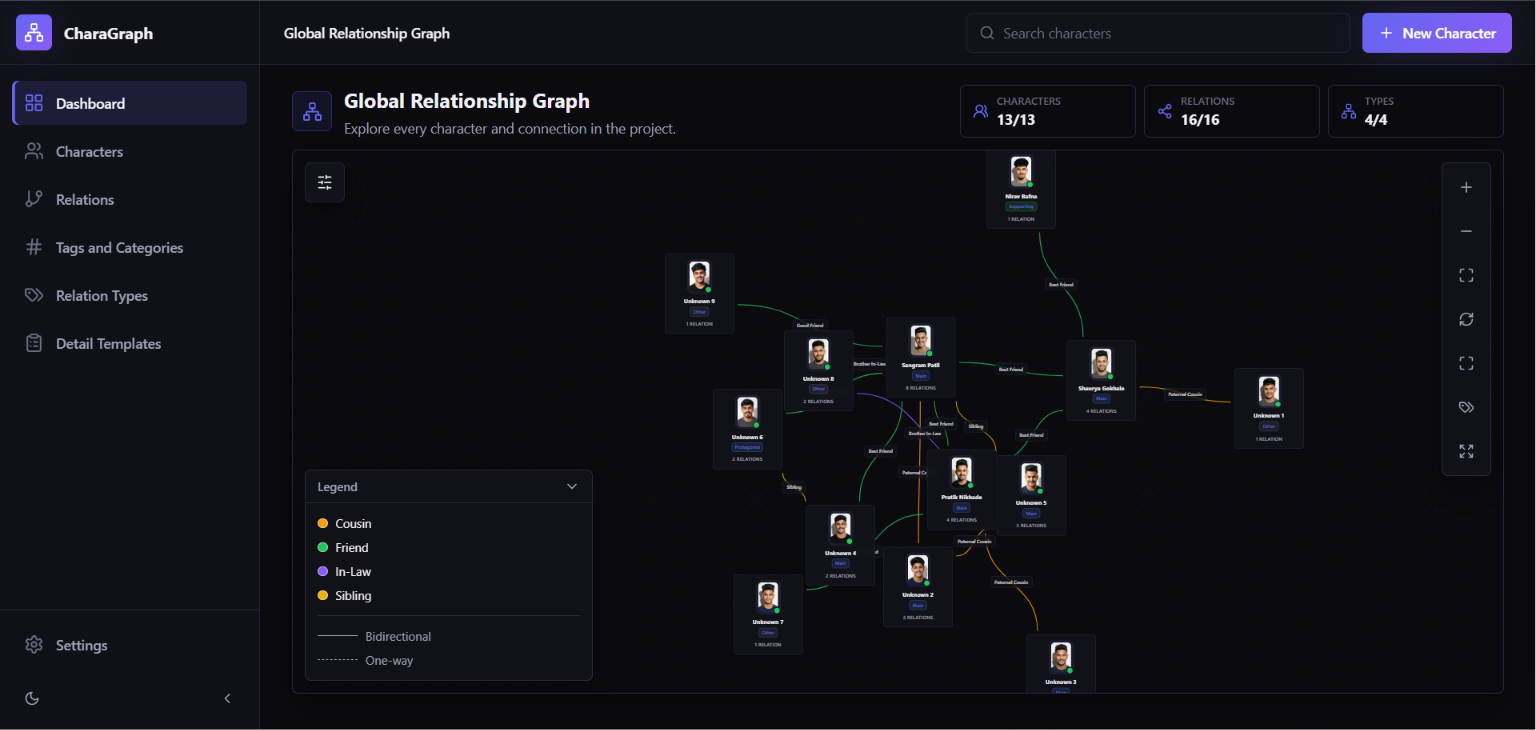 CharaGraph
Global Relationship Graph
Search characters
+ New Character
Dashboard
Characters
Relations
Tags and Categories
Relation Types
Detail Templates
Settings
Global Relationship Graph
Explore every character and connection in the project.
CHARACTERS
13/13
RELATIONS
16/16
TYPES
4/4
Nirav Bafna
Supporting
1 RELATION
Best Friend
Unknown 9
Other
1 RELATION
Good Friend
Unknown 8
Other
2 RELATIONS
Brother In-Law
Sangram Patil
Main
9 RELATIONS
Best Friend
Shaurya Gokhale
Main
4 RELATIONS
Paternal Cousin
Unknown 1
Other
1 RELATION
Unknown 6
Protagonist
2 RELATIONS
Best Friend
Sibling
Brother In-Law
Best Friend
Best Friend
Paternal Co
Sibling
Pratik Nikhade
Main
4 RELATIONS
Unknown 5
Main
3 RELATIONS
Unknown 4
Main
2 RELATIONS
Paternal Cousin
Unknown 2
Main
2 RELATIONS
Paternal Cousin
Unknown 7
Other
1 RELATION
Unknown 3
Main
Legend
Cousin
Friend
In-Law
Sibling
Bidirectional
One-way